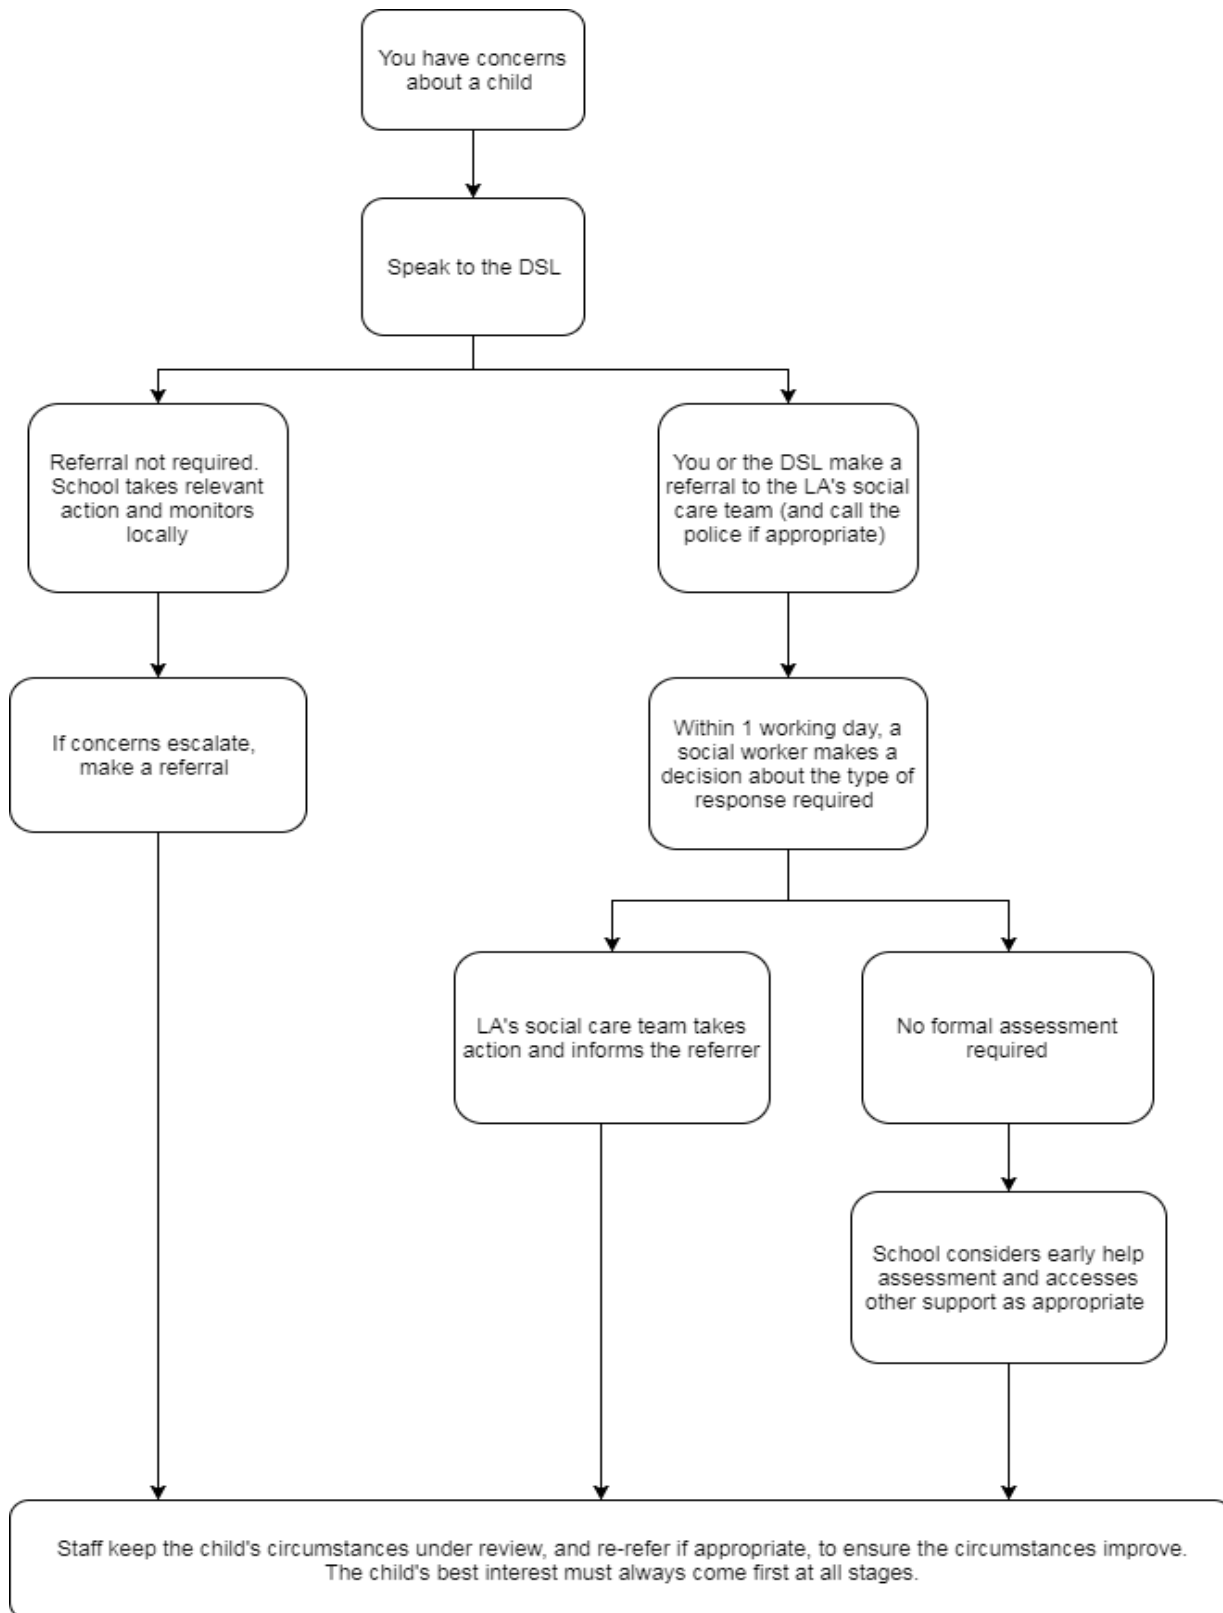 You have concerns
about a child
Speak to the DSL
Referral not required.
School takes relevant
action and monitors
locally
You or the DSL make a
referral to the LA's social
care team (and call the
police if appropriate)
If concerns escalate,
make a referral
Within 1 working day, a
social worker makes a
decision about the type of
response required
LA's social care team takes
action and informs the referrer
No formal assessment
required
School considers early help
assessment and accesses
other support as appropriate
Staff keep the child's circumstances under review, and re-refer if appropriate, to ensure the circumstances improve.
The child's best interest must always come first at all stages.